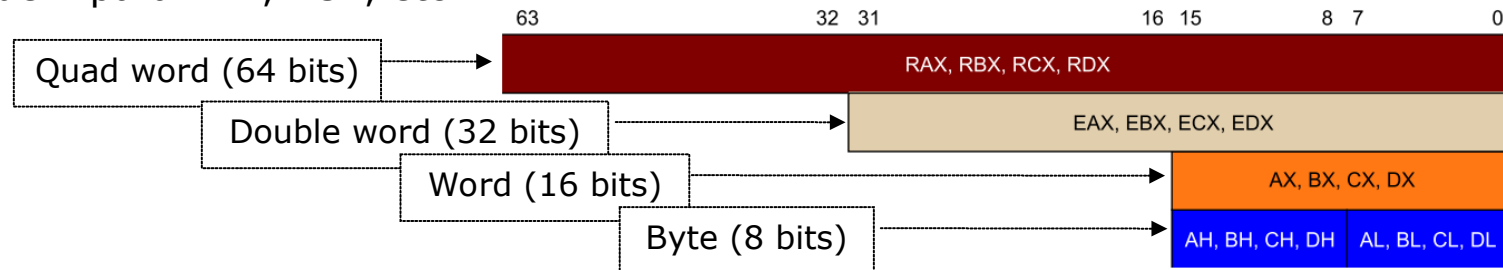 63 32 31 16 15 8 7 0
Quad word (64 bits) RAX, RBX, RCX, RDX
Double word (32 bits) EAX, EBX, ECX, EDX
Word (16 bits) AX, BX, CX, DX
Byte (8 bits) AH, BH, CH, DH AL, BL, CL, DL